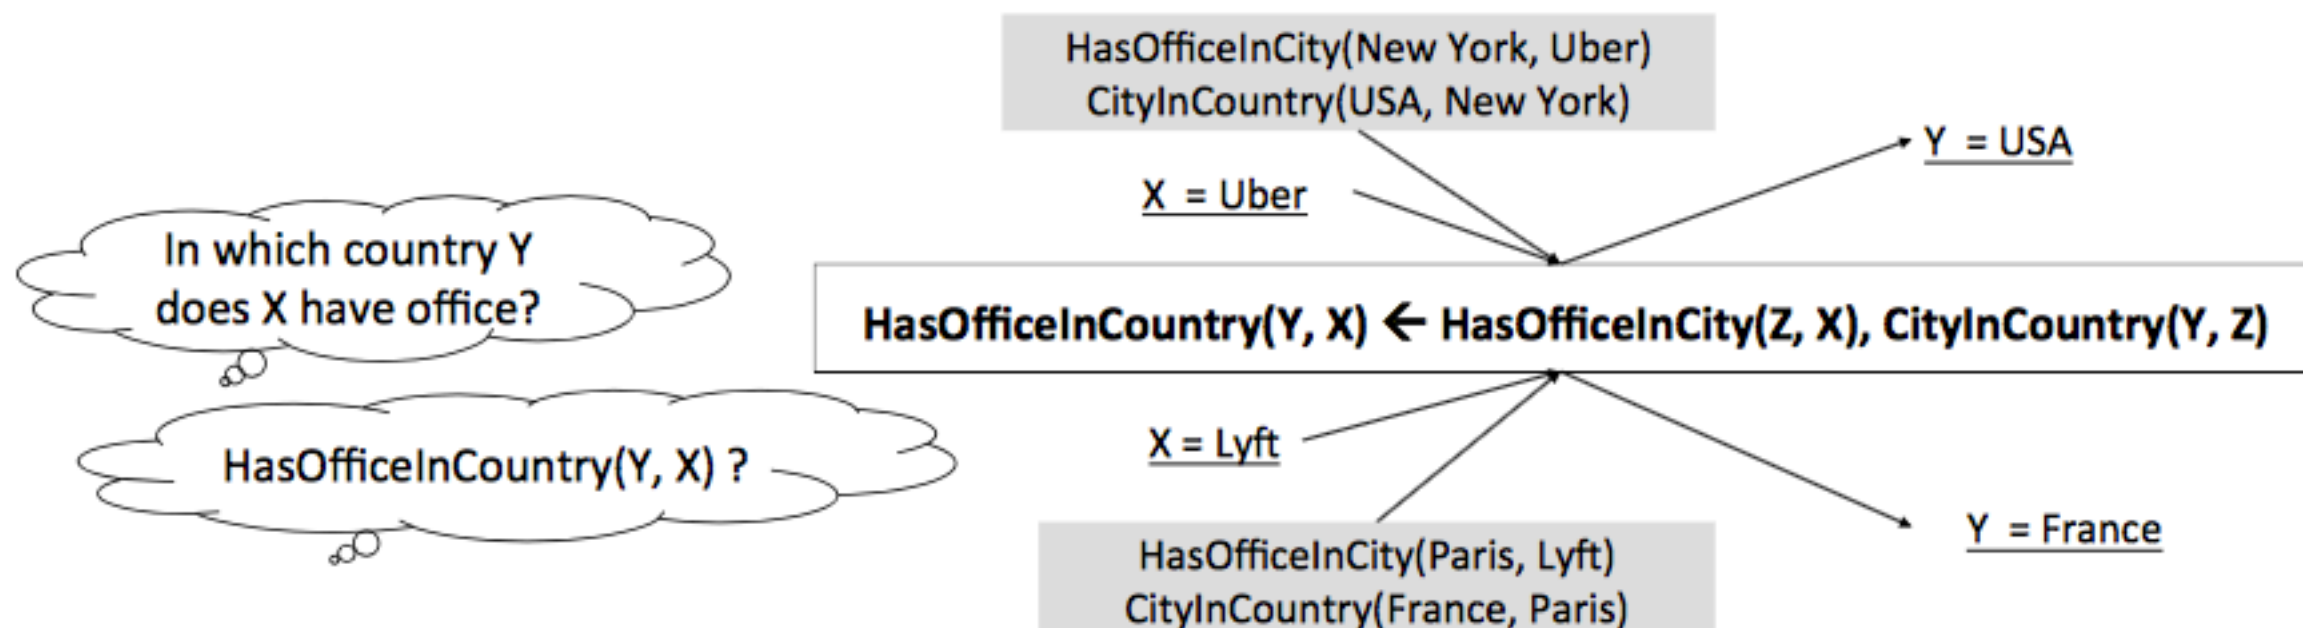 HasOfficeInCity(New York, Uber)
CityInCountry(USA, New York)
Y = USA
X = Uber
In which country Y
does X have office?
HasOfficeInCountry(Y, X) ← HasOfficeInCity(Z, X), CityInCountry(Y, Z)
X = Lyft
HasOfficeInCountry(Y, X) ?
Y = France
HasOfficeInCity(Paris, Lyft)
CityInCountry(France, Paris)